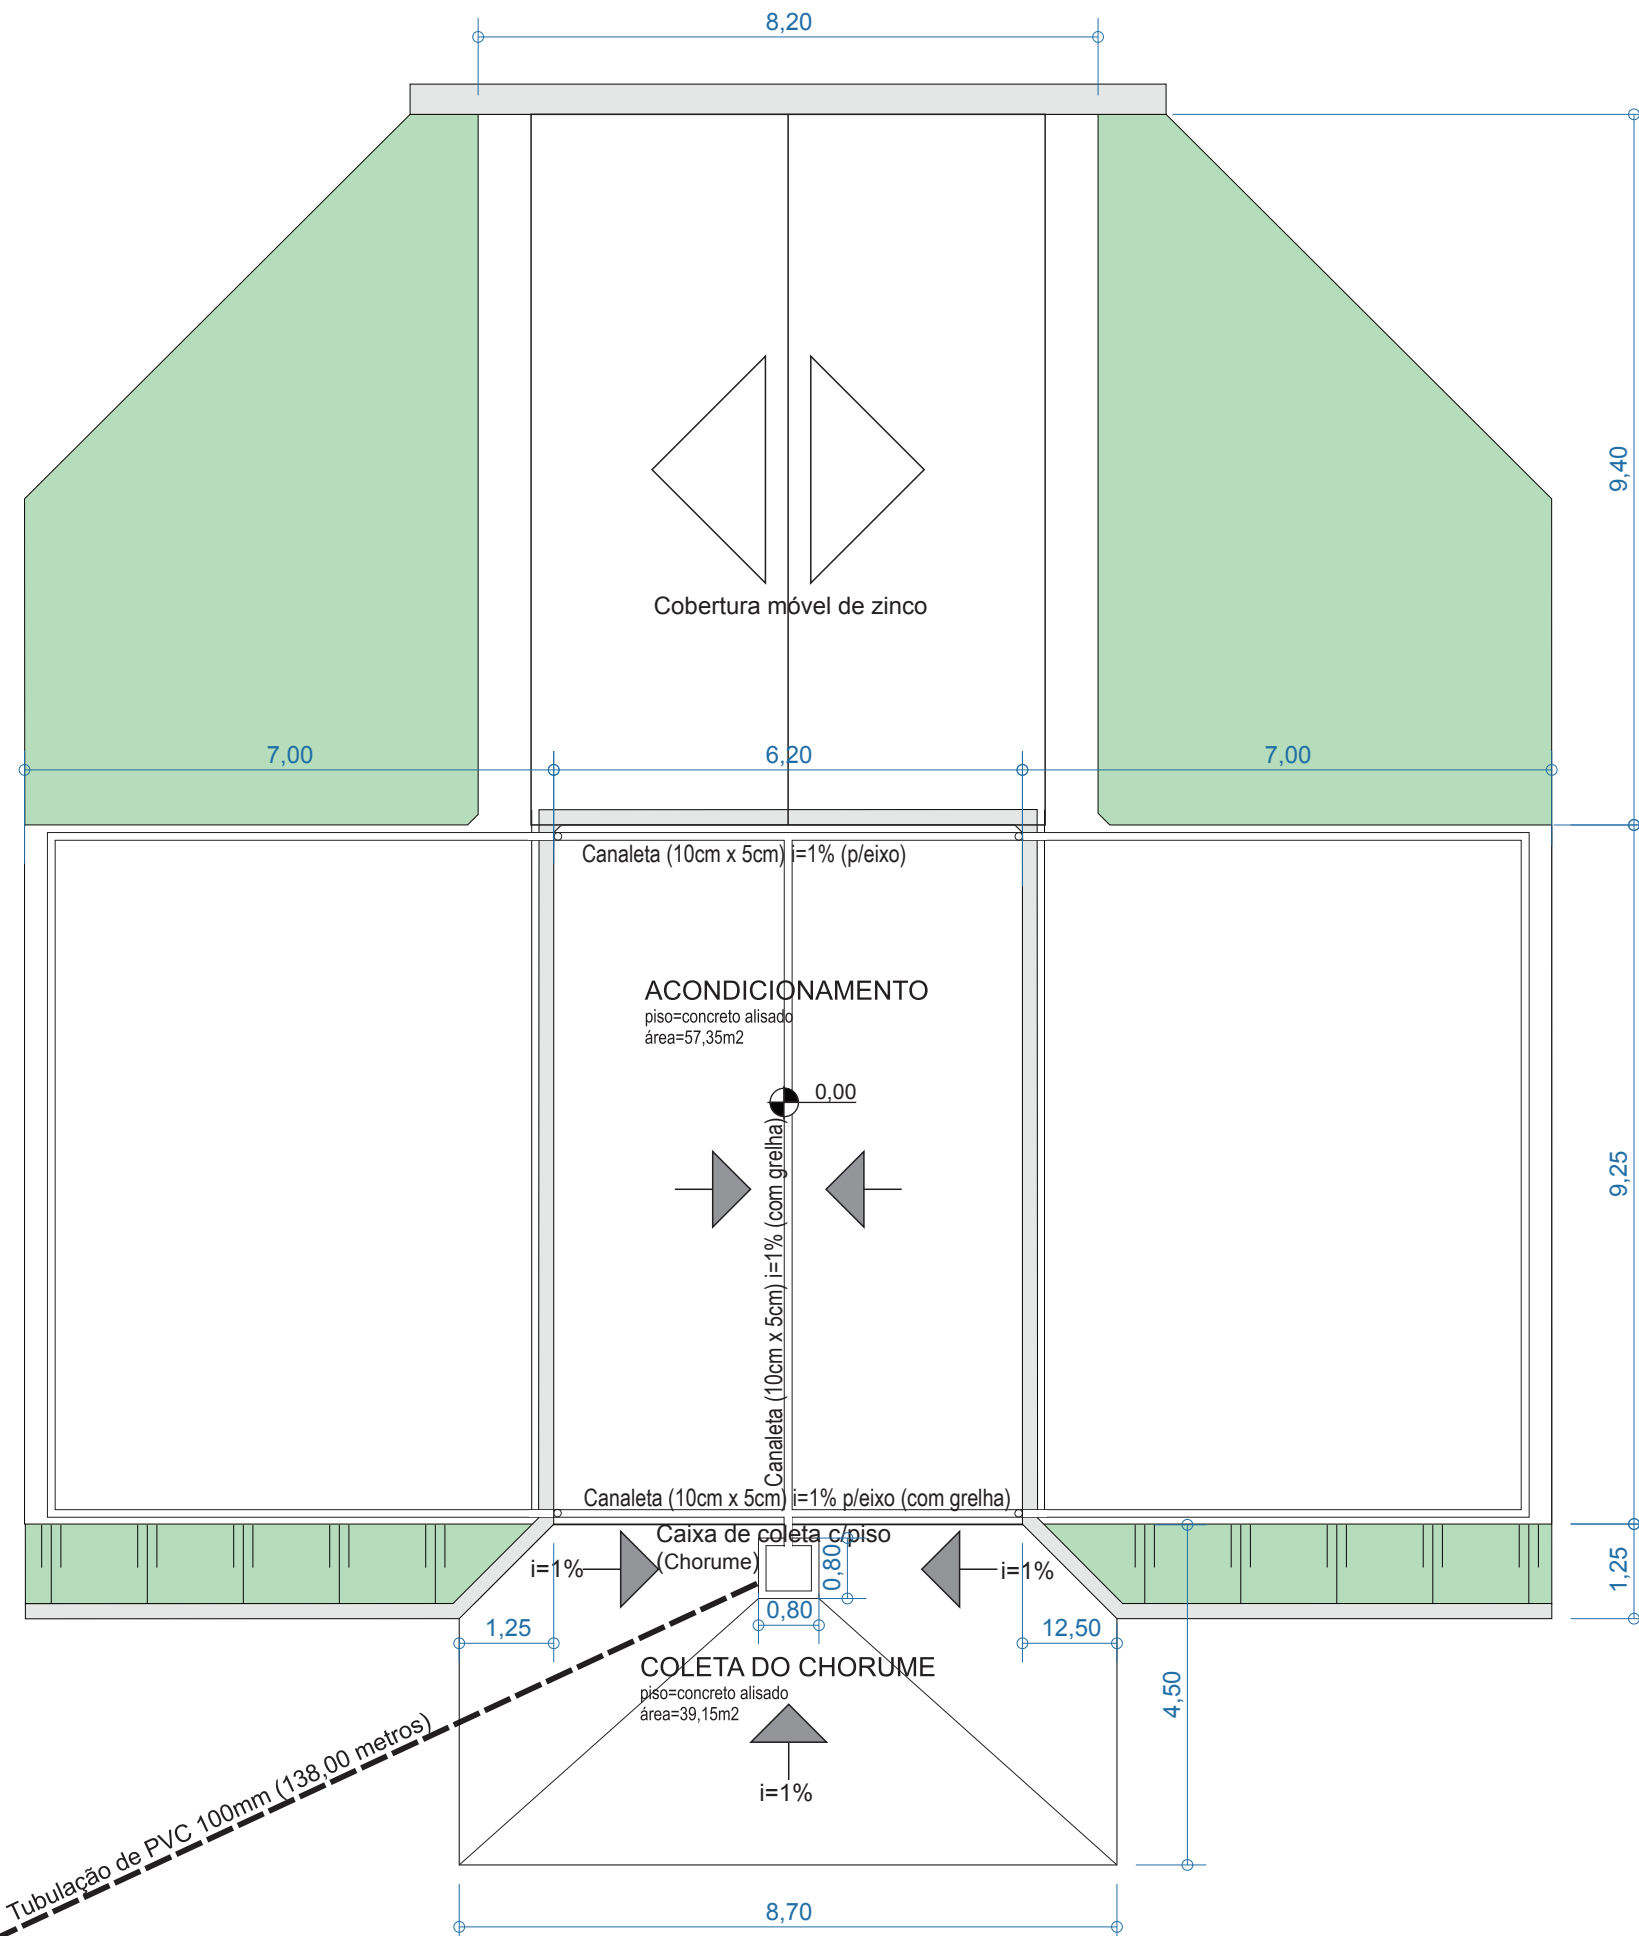 8,20
9,40
Cobertura móvel de zinco
7,00
6,20
7,00
Canaleta (10cm x 5cm) i=1% (p/eixo)
ACONDICIONAMENTO
piso=concreto alisado
área=57,35m2
0,00
Canaleta (10cm x 5cm) i=1% (com grelha)
9,25
Canaleta (10cm x 5cm) i=1% p/eixo (com grelha)
Caixa de coleta c/piso
(Chorume)
i=1%
0,80
i=1%
1,25
0,80
1,25
12,50
COLETA DO CHORUME
piso=concreto alisado
área=39,15m2
4,50
i=1%
Tubulação de PVC 100mm (138,00 metros)
8,70